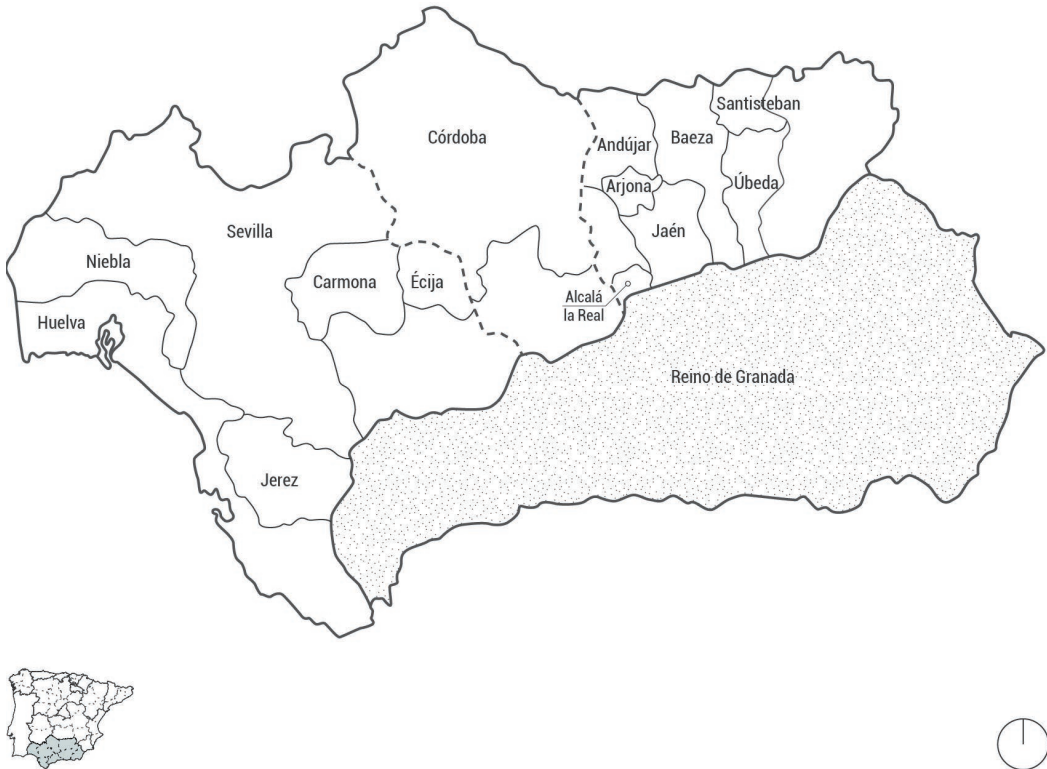 Santisteban
Córdoba
Andújar
Baeza
Arjona
Úbeda
Sevilla
Jaén
Niebla
Carmona
Écija
Alcalá
la Real
Huelva
Reino de Granada
Jerez